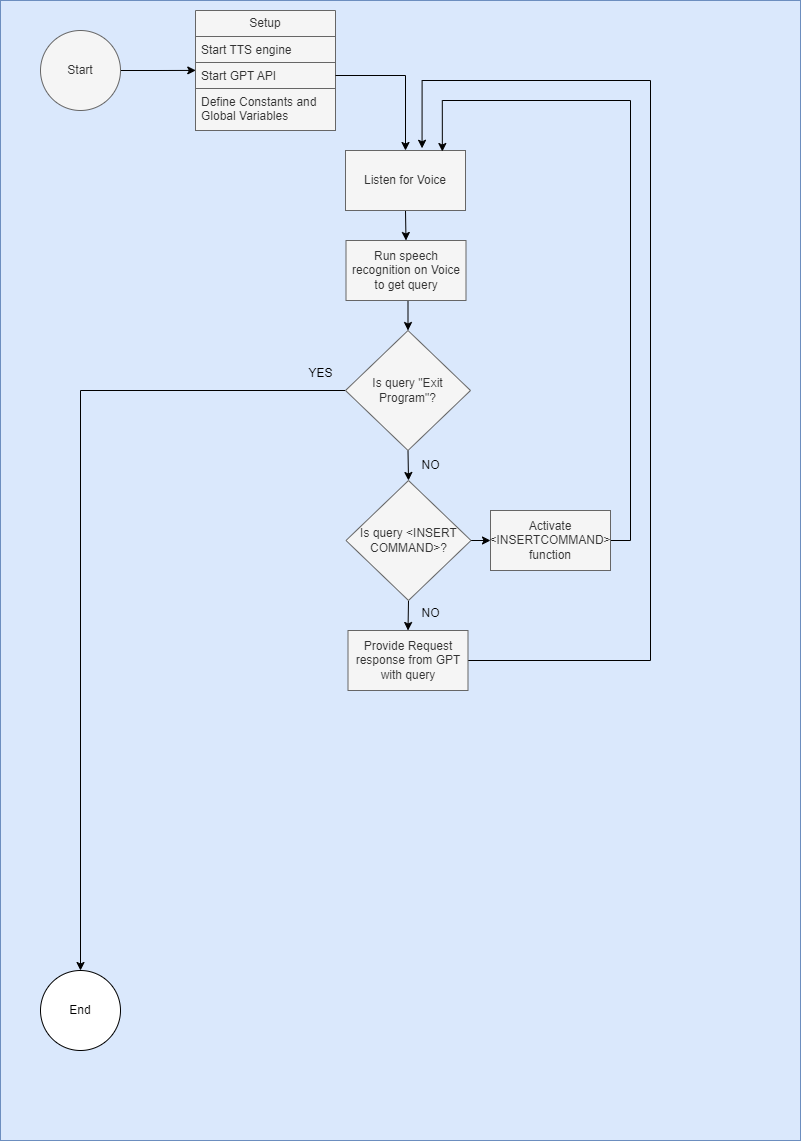 Setup
Start
Start TTS engine
Start GPT API
Define Constants and
Global Variables
Listen for Voice
Run speech
recognition on Voice
to get query
YES
Is query "Exit
Program"?
NO
Is query <INSERT
COMMAND>?
Activate
<INSERTCOMMAND>
function
NO
Provide Request
response from GPT
with query
End